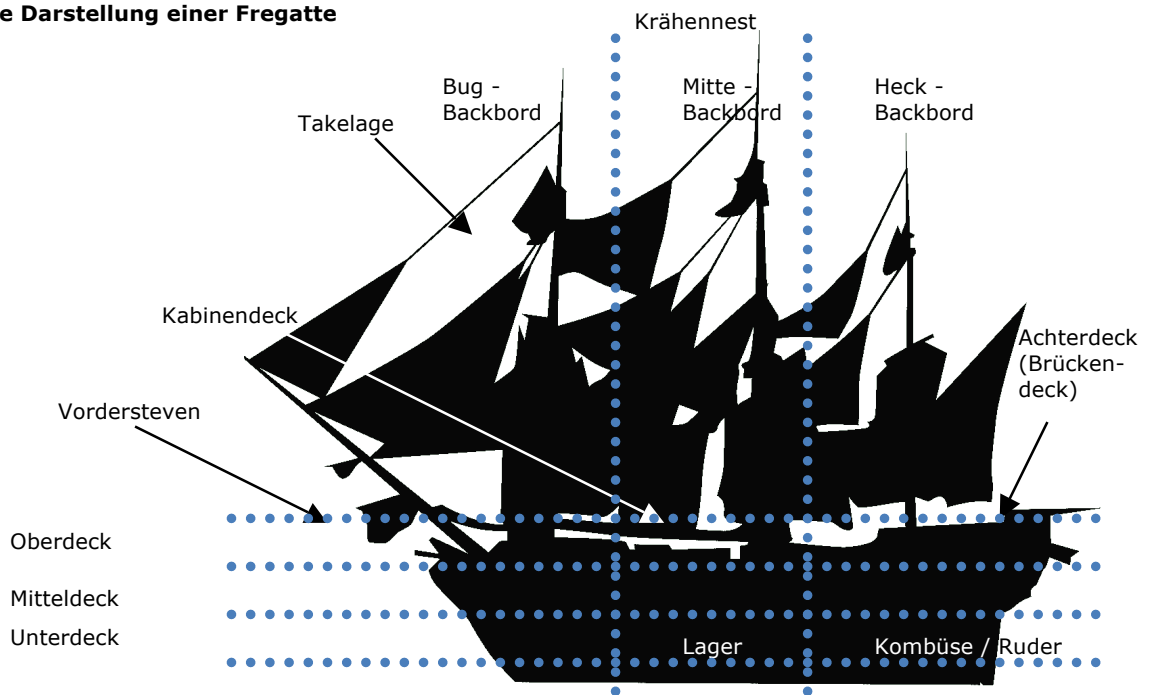 e Darstellung einer Fregatte
Krähennest
Bug -
Backbord
Mitte -
Backbord
Heck -
Backbord
Takelage
Kabinendeck
Achterdeck
(Brücken-
deck)
Vordersteven
Oberdeck
Mitteldeck
Unterdeck
Lager
Kombüse / Ruder